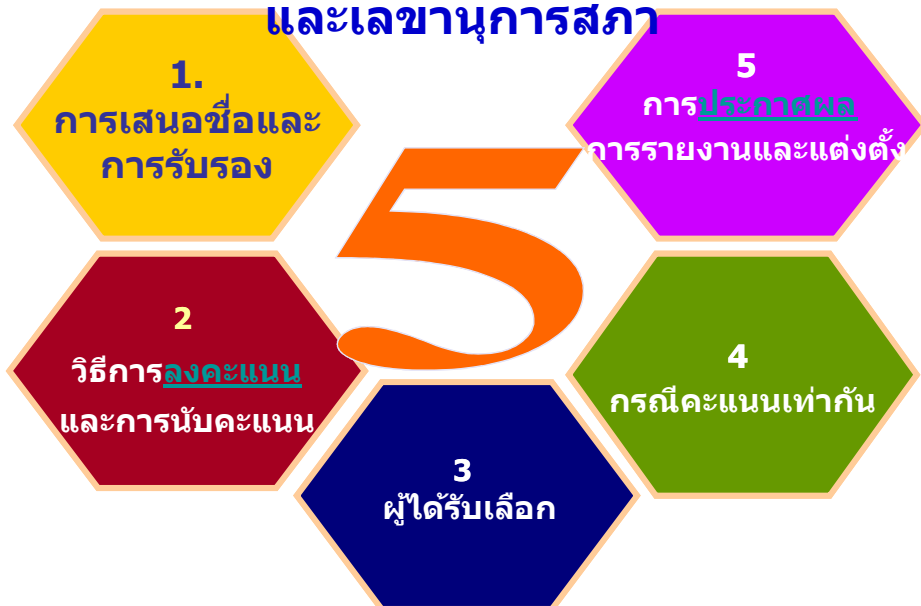 และเลขานุการสภา
1.
การเสนอชื่อและ
การรับรอง
2
วิธีการลงคะแนน
และการนับคะแนน
3
ผู้ได้รับเลือก
4
กรณีคะแนนเท่ากัน
5
การประกาศผล
การรายงานและแต่งตั้ง
5